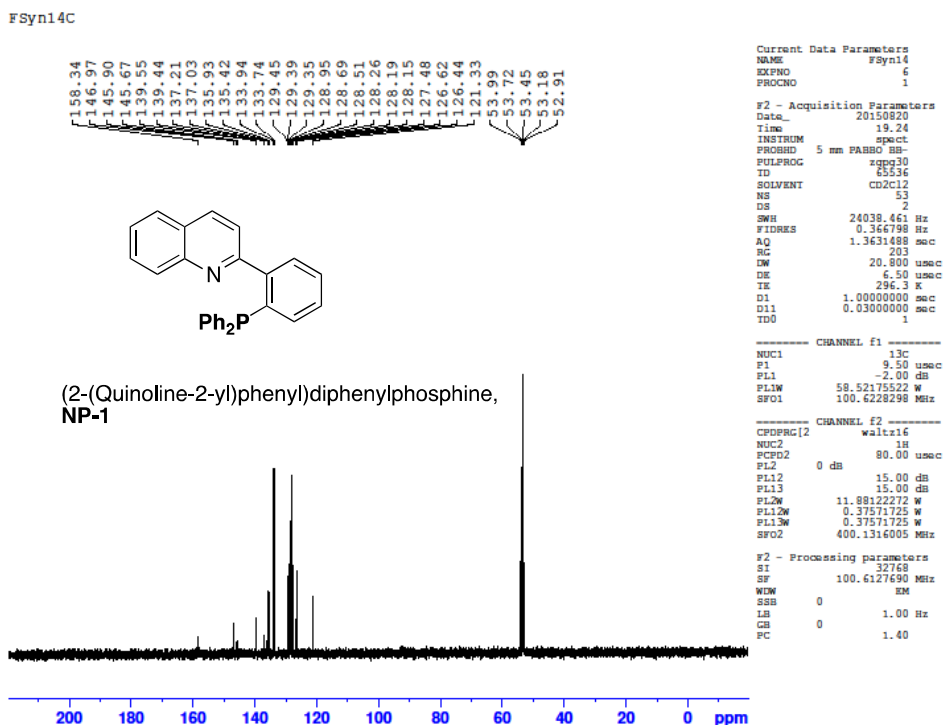 FSyn14C
158.34
146.97
145.90
145.67
139.55
139.44
137.21
137.03
135.93
135.42
133.94
133.74
129.45
129.39
129.35
128.95
128.69
128.51
128.26
128.19
128.15
127.48
126.62
126.44
121.33
53.99
53.72
53.45
53.18
52.91
N
Ph2P
(2-(Quinoline-2-yl)phenyl)diphenylphosphine,
NP-1
200 180 160 140 120 100 80 60 40 20 0 ppm
Current Data Parameters
NAME FSyn14
EXPNO 6
PROCNO 1
F2 - Acquisition Parameters
Date_ 20150820
Time 19.24
INSTRUM spect
PROBHD 5 mm PABBO BB-
PULPROG zgpg30
TD 65536
SOLVENT CD2Cl2
NS 53
DS 2
SWH 24038.461 Hz
FIDRES 0.366798 Hz
AQ 1.3631488 sec
RG 203
DW 20.800 usec
DE 6.50 usec
TE 296.3 K
D1 1.00000000 sec
D11 0.03000000 sec
TD0 1
======== CHANNEL f1 ========
NUC1 13C
P1 9.50 usec
PL1 -2.00 dB
PL1W 58.52175522 W
SFO1 100.6228298 MHz
======== CHANNEL f2 ========
CPDPRG[2 waltz16
NUC2 1H
PCPD2 80.00 usec
PL2 0 dB
PL12 15.00 dB
PL13 15.00 dB
PL2W 11.88122272 W
PL12W 0.37571725 W
PL13W 0.37571725 W
SFO2 400.1316005 MHz
F2 - Processing parameters
SI 32768
SF 100.6127690 MHz
WDW EM
SSB 0
LB 1.00 Hz
GB 0
PC 1.40